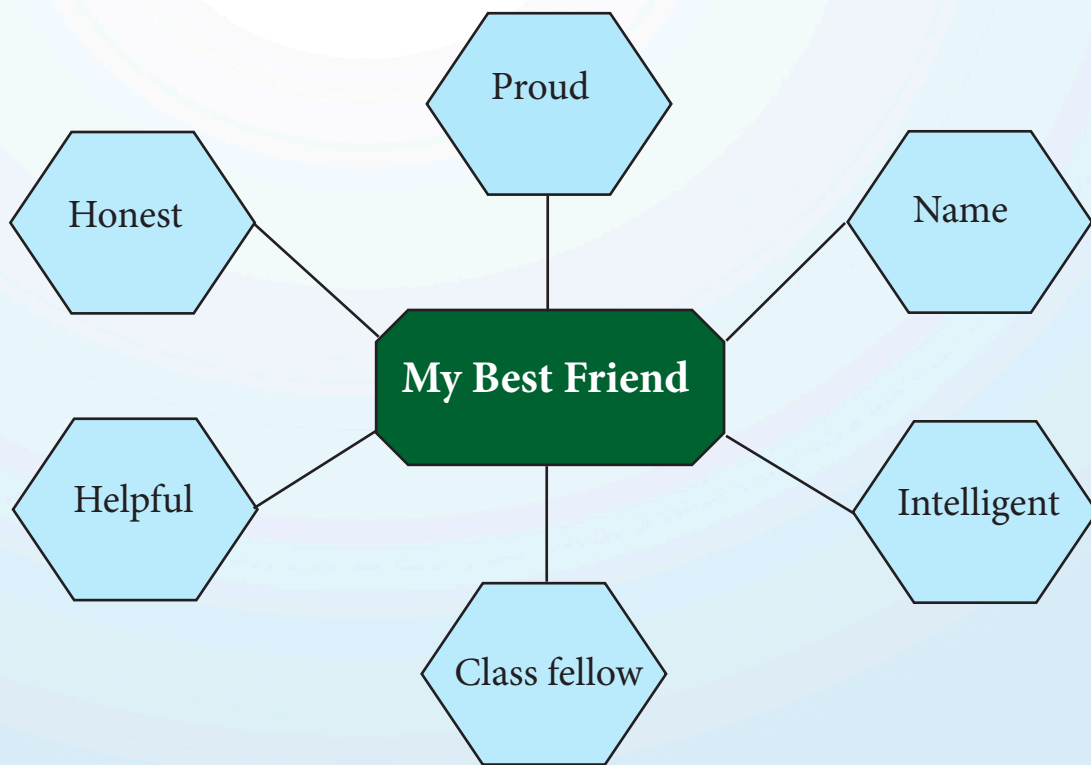 Proud
Honest
Name
My Best Friend
Helpful
Intelligent
Class fellow